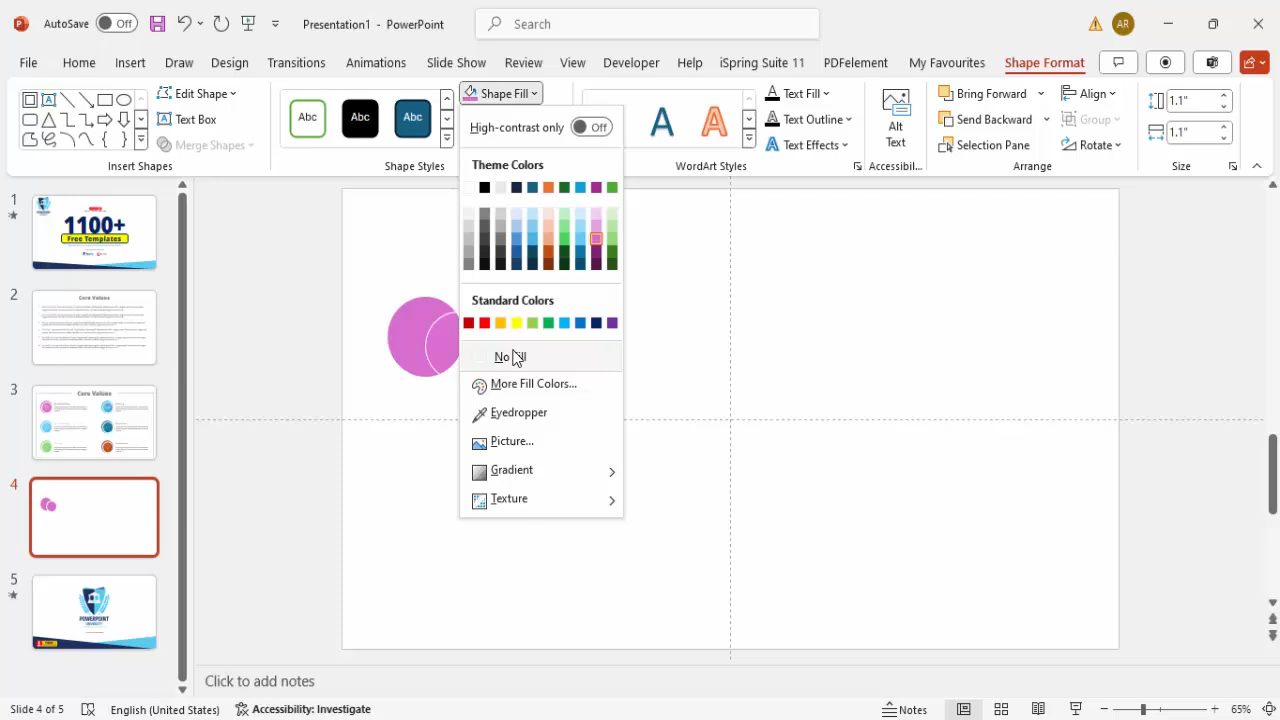 AutoSave Off Presentation1 - PowerPoint Search AR
File Home Insert Draw Design Transitions Animations Slide Show Review View Developer Help iSpring Suite 11 PDFelement My Favourites Shape Format
Edit Shape
Text Box
Merge Shapes
Insert Shapes
Abc Abc Abc
Shape Fill
Shape Styles
High-contrast only Off
Theme Colors
Standard Colors
No Fill
More Fill Colors...
Eyedropper
Picture...
Gradient
Texture
A A
Text Fill
Text Outline
Text Effects
WordArt Styles
Alt
Text
Accessibil...
Bring Forward
Send Backward
Selection Pane
Align
Group
Rotate
Arrange
1.1"
1.1"
Size
1
1100+
Free Templates
2
Core Values
3
Core Values
4
5
POWERPOINT
UNIVERSITY
Click to add notes
Slide 4 of 5 English (United States) Accessibility: Investigate Notes 65%